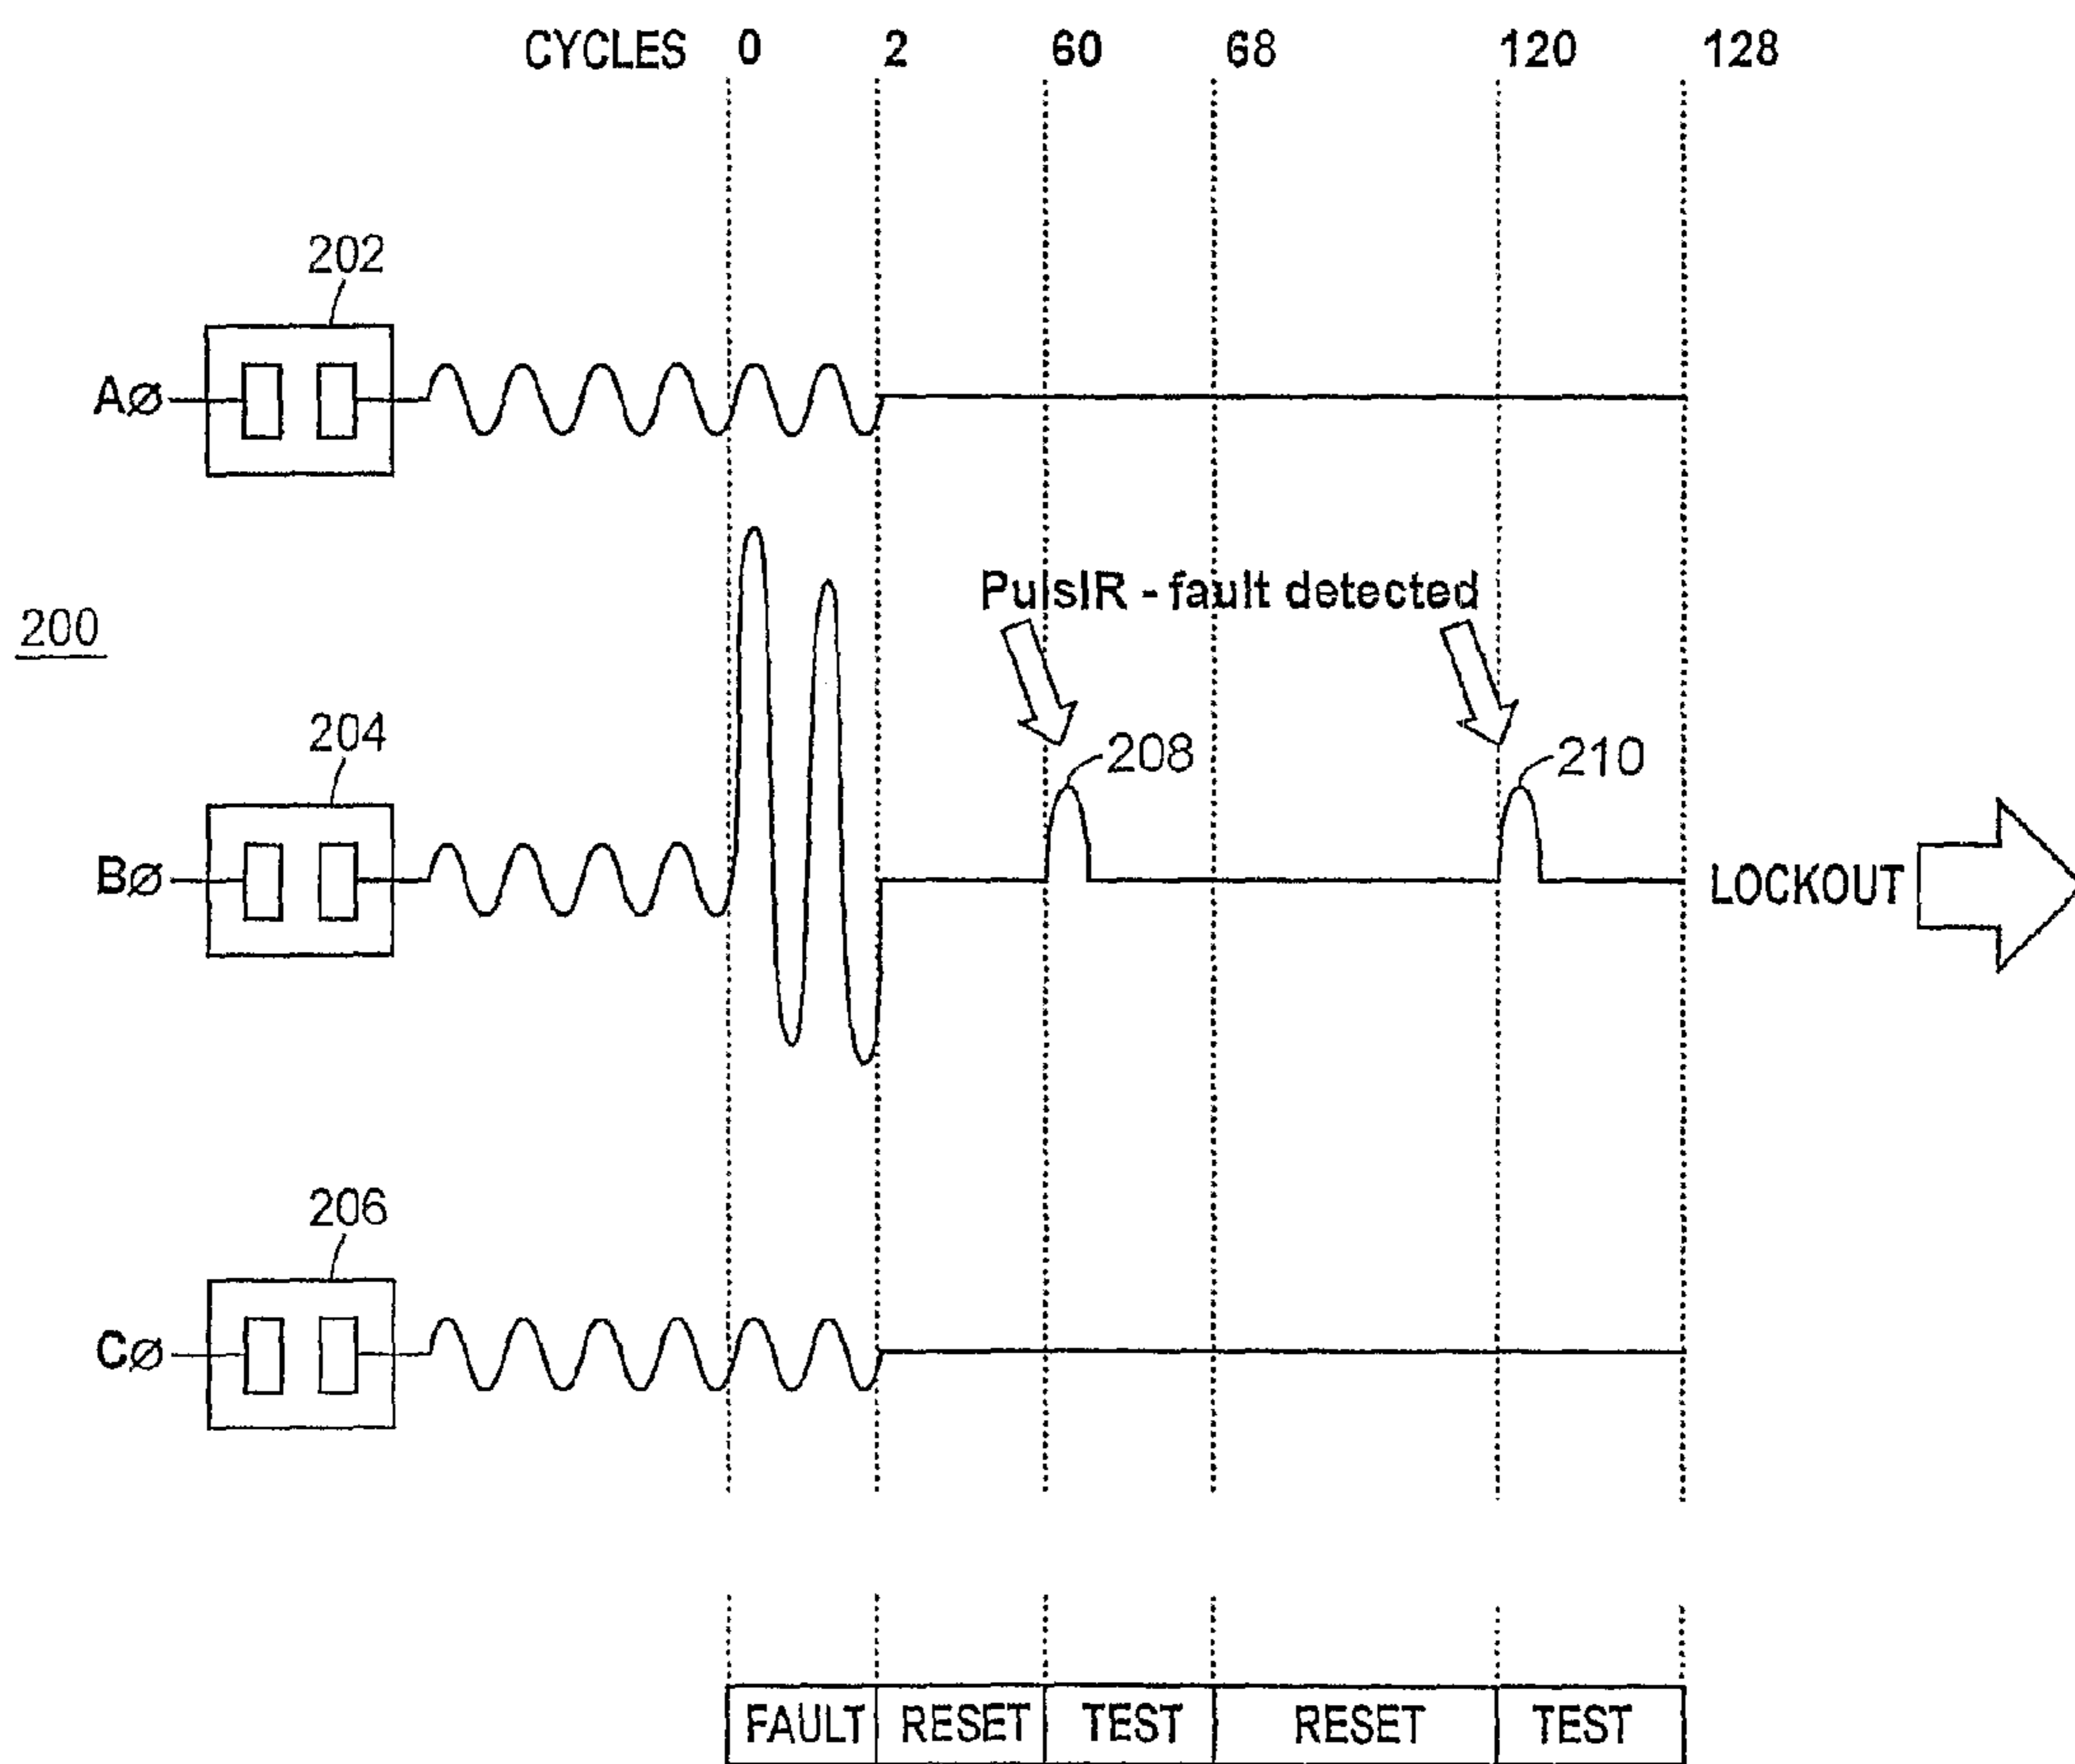 CYCLES 0 2 60 68 120 128
202
AØ
PulsIR - fault detected
200
204
208
210
BØ
LOCKOUT
206
CØ
FAULT RESET TEST RESET TEST